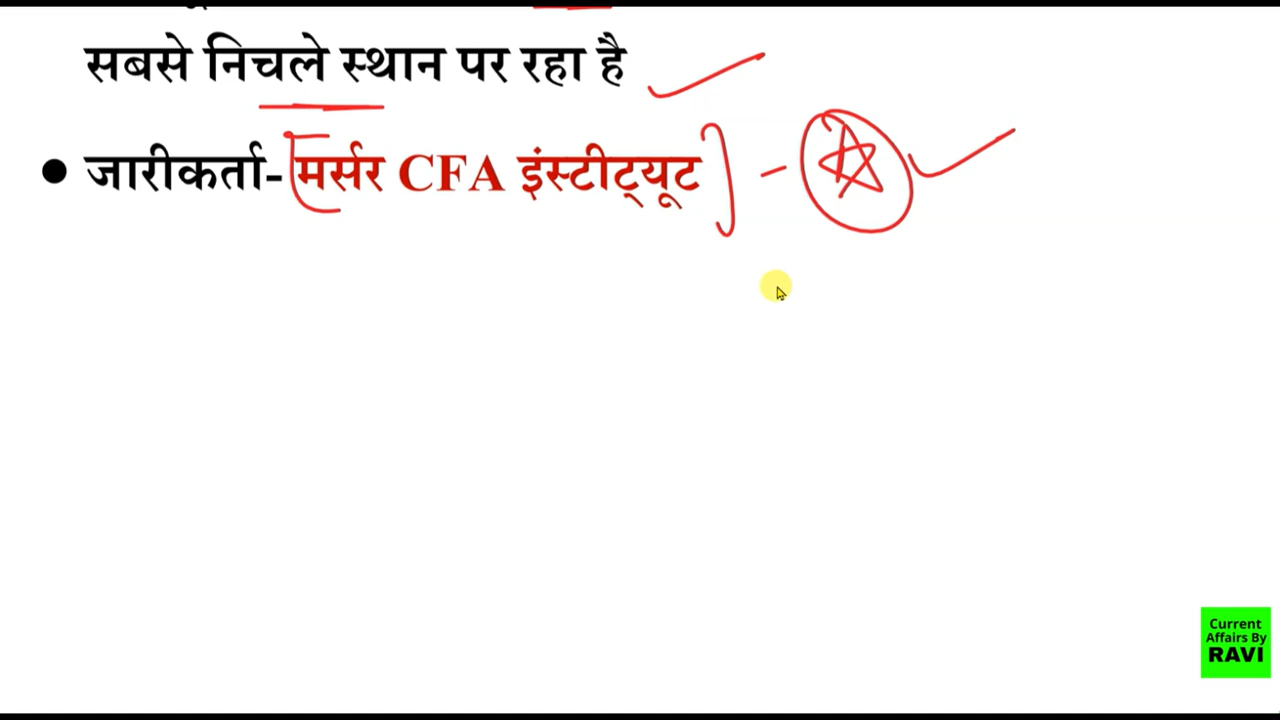 सबसे निचले स्थान पर रहा है
● जारीकर्ता- [मर्सर CFA इंस्टीट्यूट] -
Current
Affairs By
RAVI